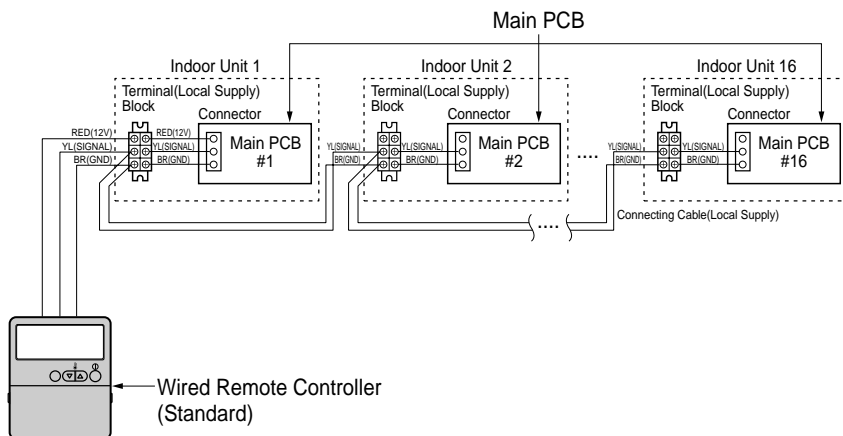 Main PCB
Indoor Unit 1
Terminal(Local Supply)
Block
Connector
RED(12V)
YL(SIGNAL)
BR(GND)
RED(12V)
YL(SIGNAL)
BR(GND)
Main PCB
#1
Indoor Unit 2
Terminal(Local Supply)
Block
Connector
YL(SIGNAL)
BR(GND)
YL(SIGNAL)
BR(GND)
Main PCB
#2
....
Indoor Unit 16
Terminal(Local Supply)
Block
Connector
YL(SIGNAL)
BR(GND)
YL(SIGNAL)
BR(GND)
Main PCB
#16
....
Connecting Cable(Local Supply)
Wired Remote Controller
(Standard)